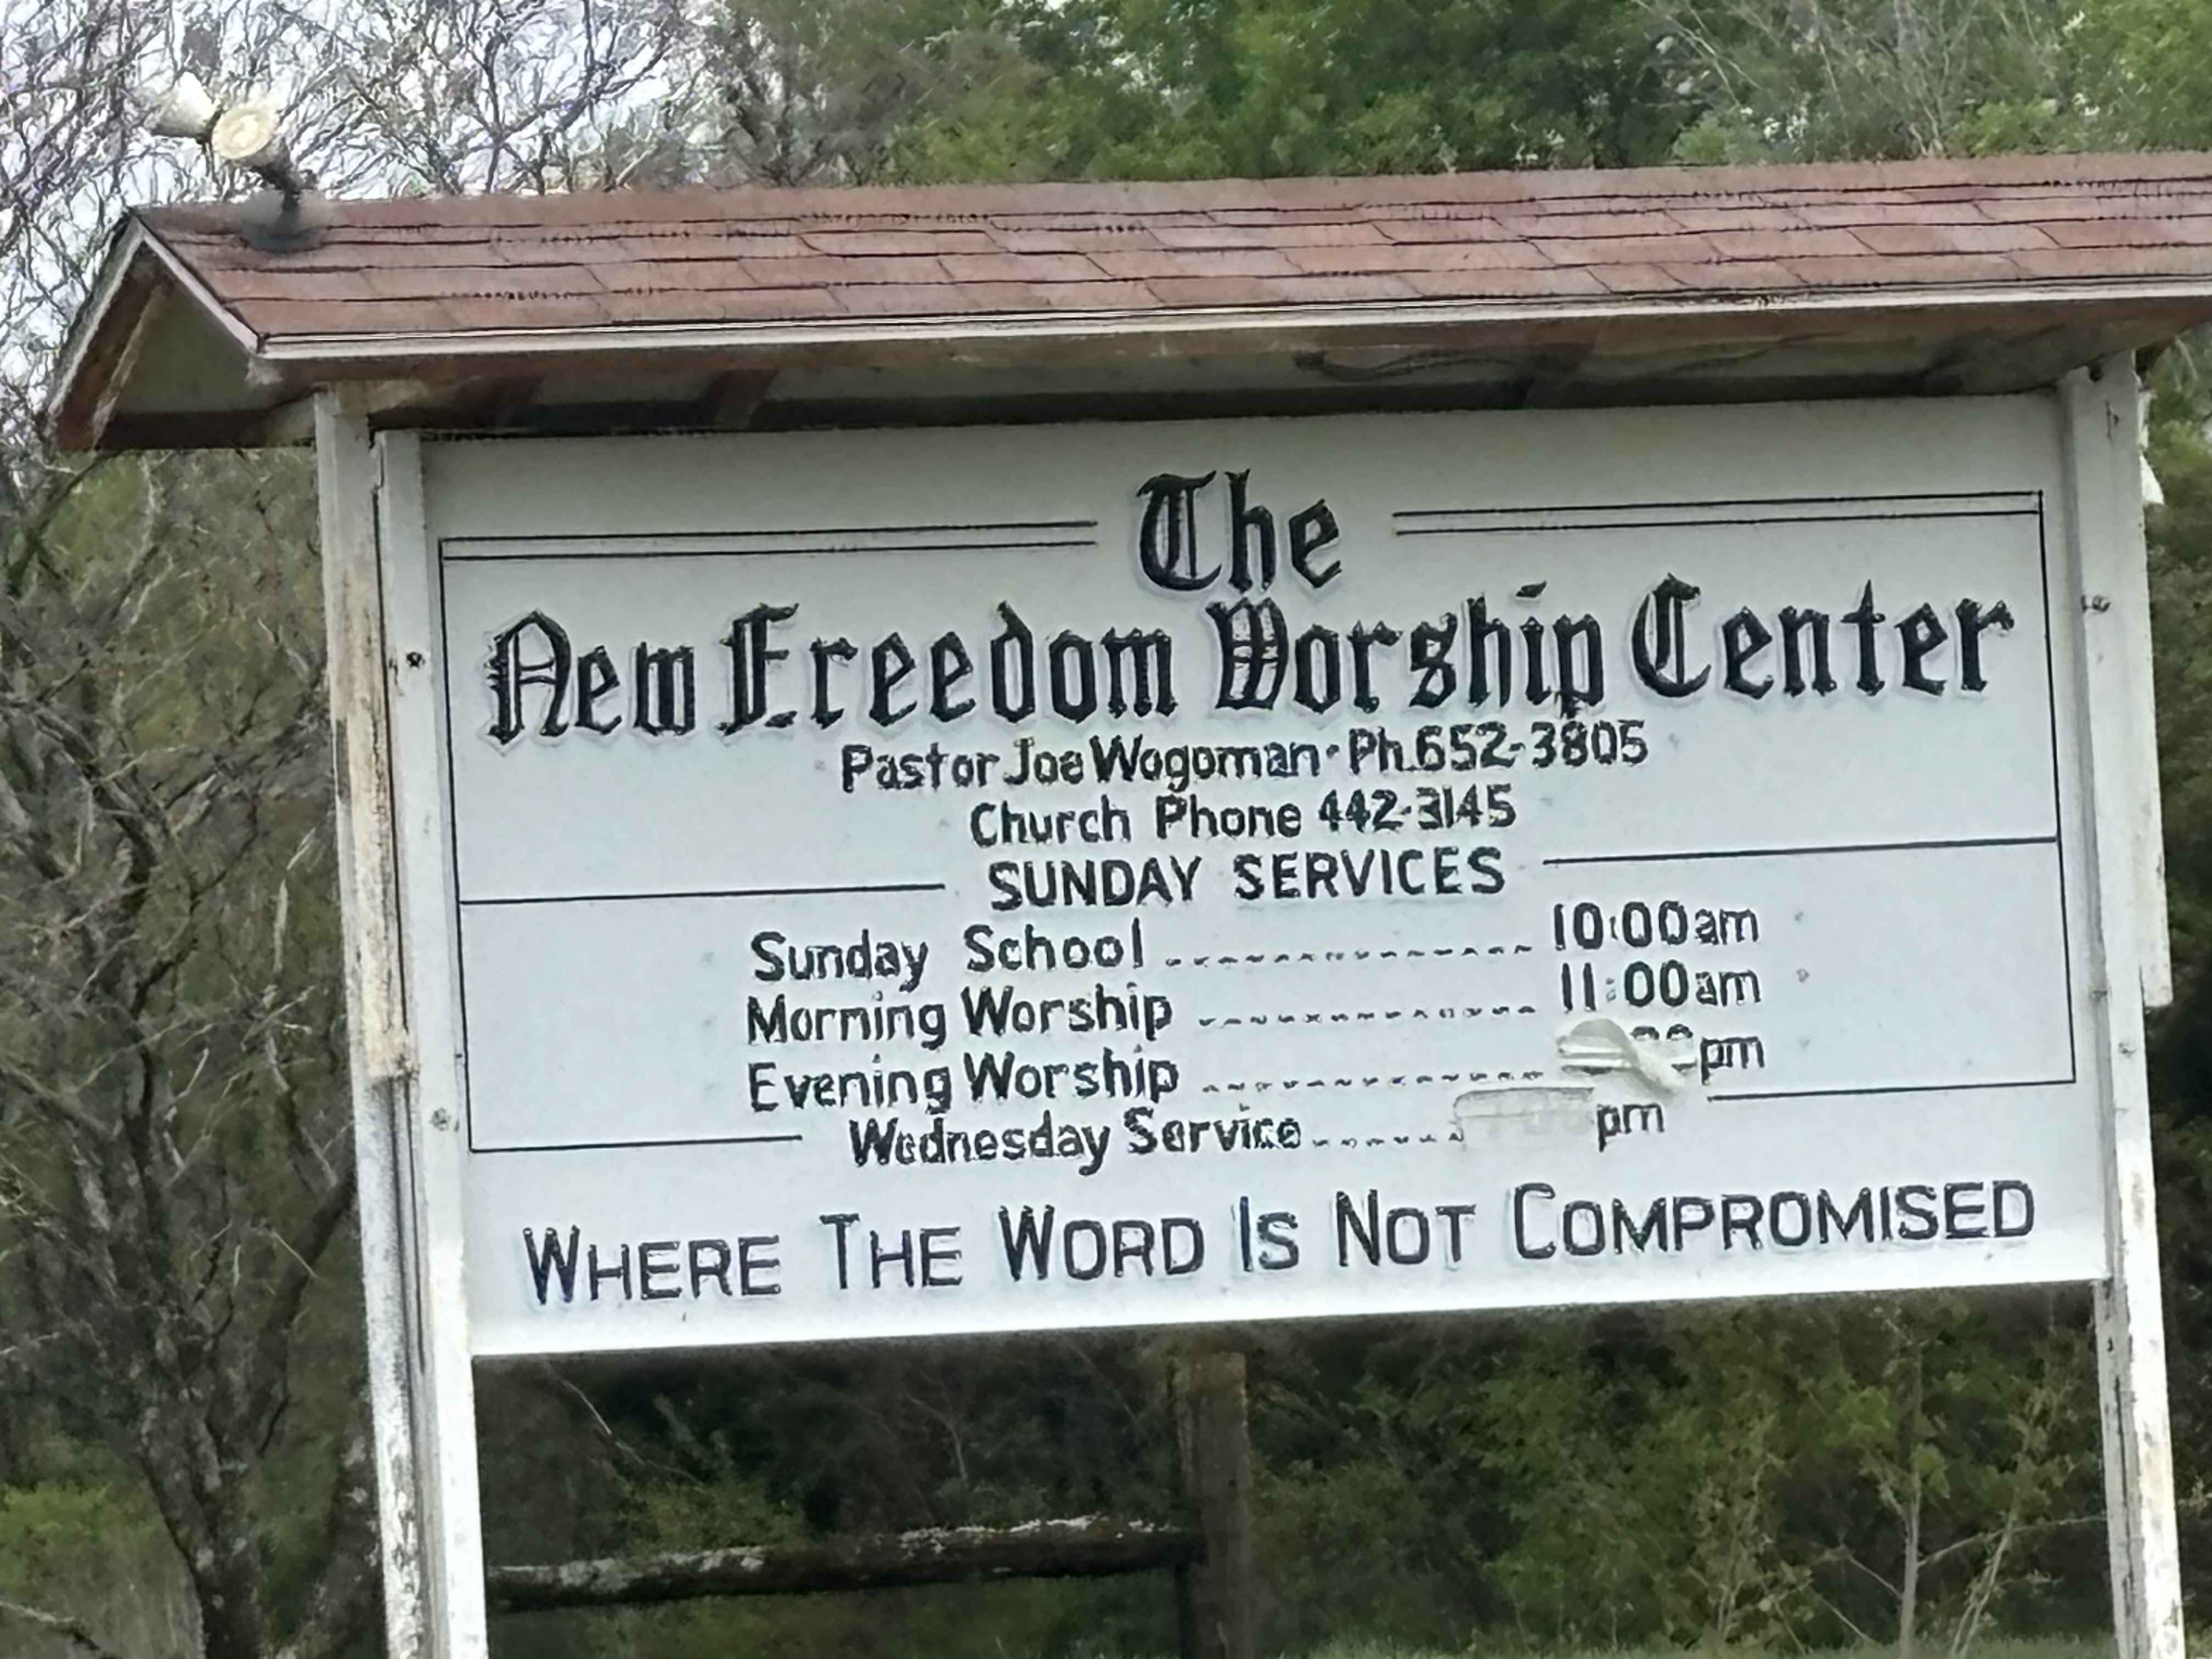 The
New Freedom Worship Center
Pastor Joe Wogoman • Ph. 652-3805
Church Phone 442-3145
SUNDAY SERVICES
Sunday School .............. 10:00am
Morning Worship .............. 11:00am
Evening Worship .............. pm
Wednesday Service ....... pm
WHERE THE WORD IS NOT COMPROMISED